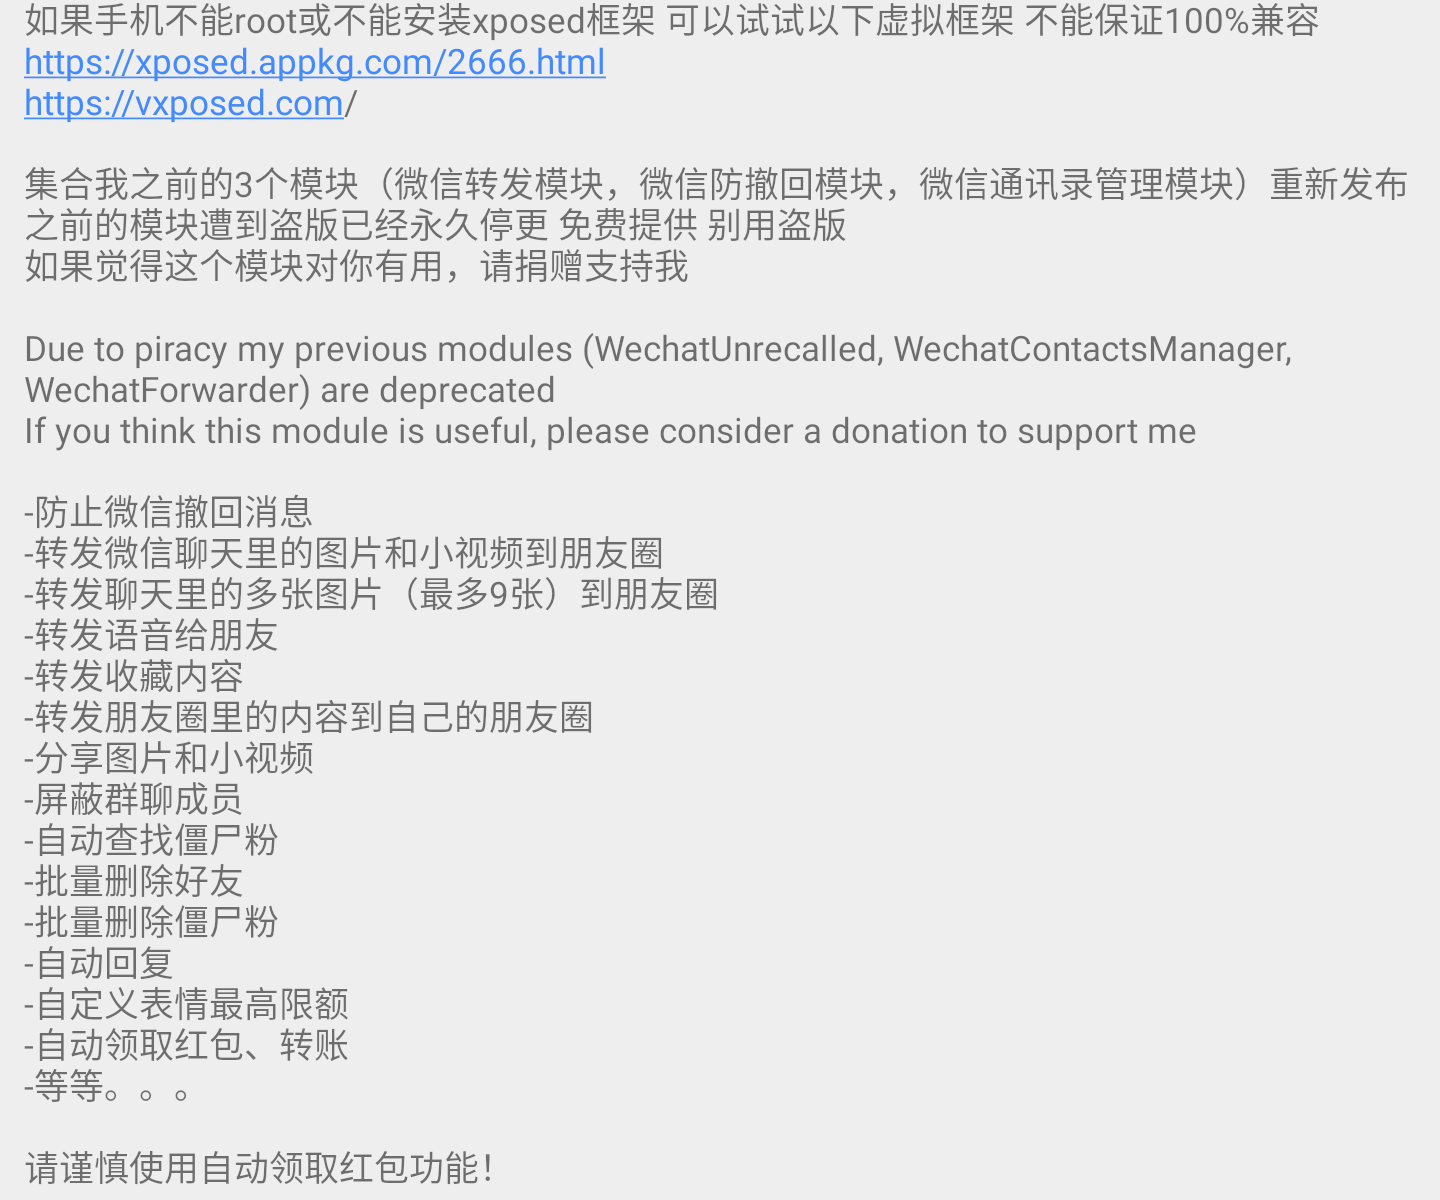 如果手机不能root或不能安装xposed框架 可以试试以下虚拟框架 不能保证100%兼容
https://xposed.appkg.com/2666.html
https://vxposed.com/
集合我之前的3个模块（微信转发模块，微信防撤回模块，微信通讯录管理模块）重新发布
之前的模块遭到盗版已经永久停更 免费提供 别用盗版
如果觉得这个模块对你有用，请捐赠支持我
Due to piracy my previous modules (WechatUnrecalled, WechatContactsManager,
WechatForwarder) are deprecated
If you think this module is useful, please consider a donation to support me
-防止微信撤回消息
-转发微信聊天里的图片和小视频到朋友圈
-转发聊天里的多张图片（最多9张）到朋友圈
-转发语音给朋友
-转发收藏内容
-转发朋友圈里的内容到自己的朋友圈
-分享图片和小视频
-屏蔽群聊成员
-自动查找僵尸粉
-批量删除好友
-批量删除僵尸粉
-自动回复
-自定义表情最高限额
-自动领取红包、转账
-等等。。。
请谨慎使用自动领取红包功能！